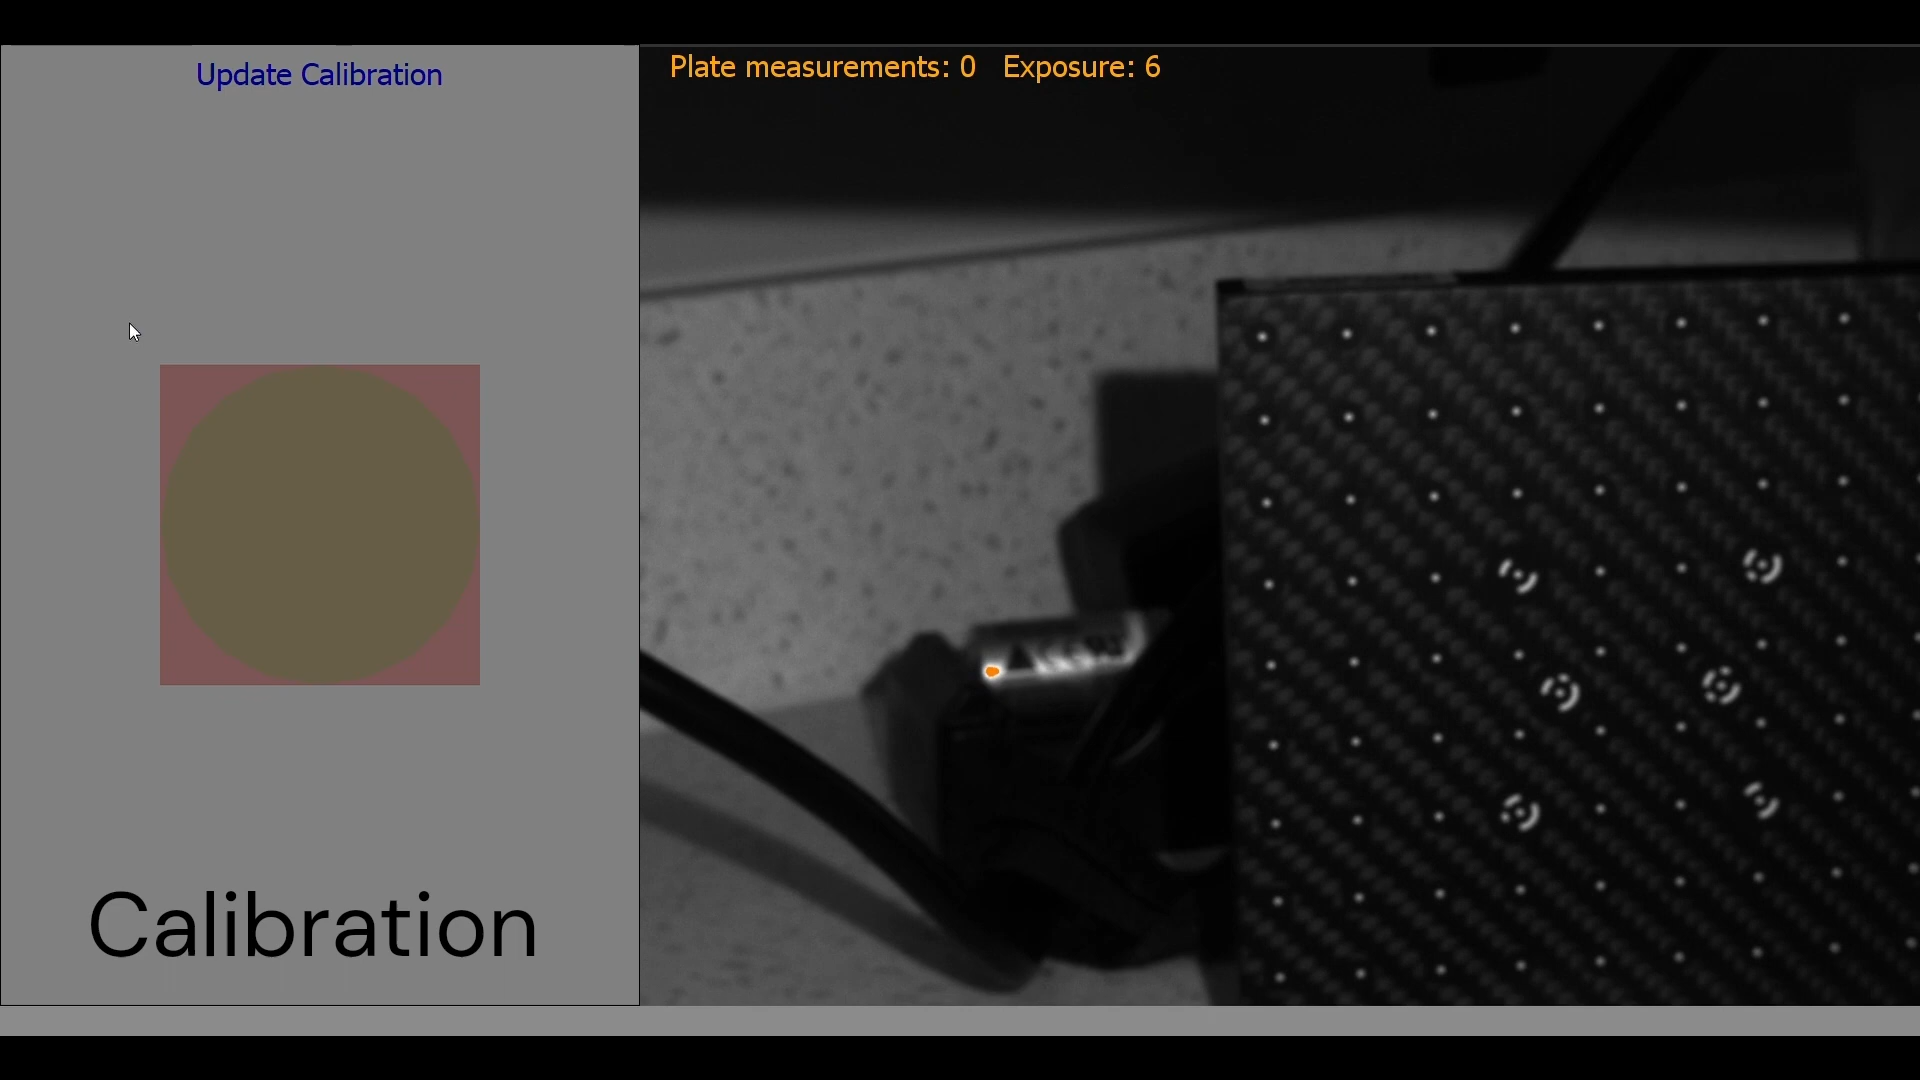 Update Calibration
Plate measurements: 0 Exposure: 6
Calibration